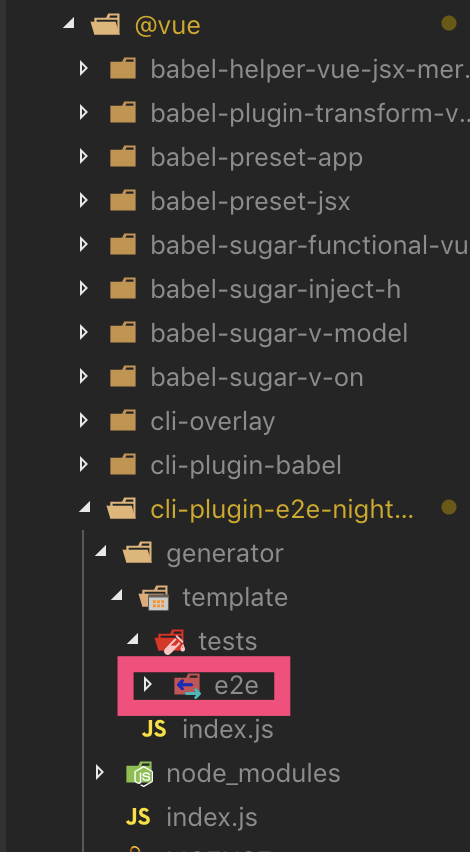 @vue
babel-helper-vue-jsx-mer...
babel-plugin-transform-v...
babel-preset-app
babel-preset-jsx
babel-sugar-functional-vu
babel-sugar-inject-h
babel-sugar-v-model
babel-sugar-v-on
cli-overlay
cli-plugin-babel
cli-plugin-e2e-night...
generator
template
tests
e2e
JS index.js
JS node_modules
JS index.js